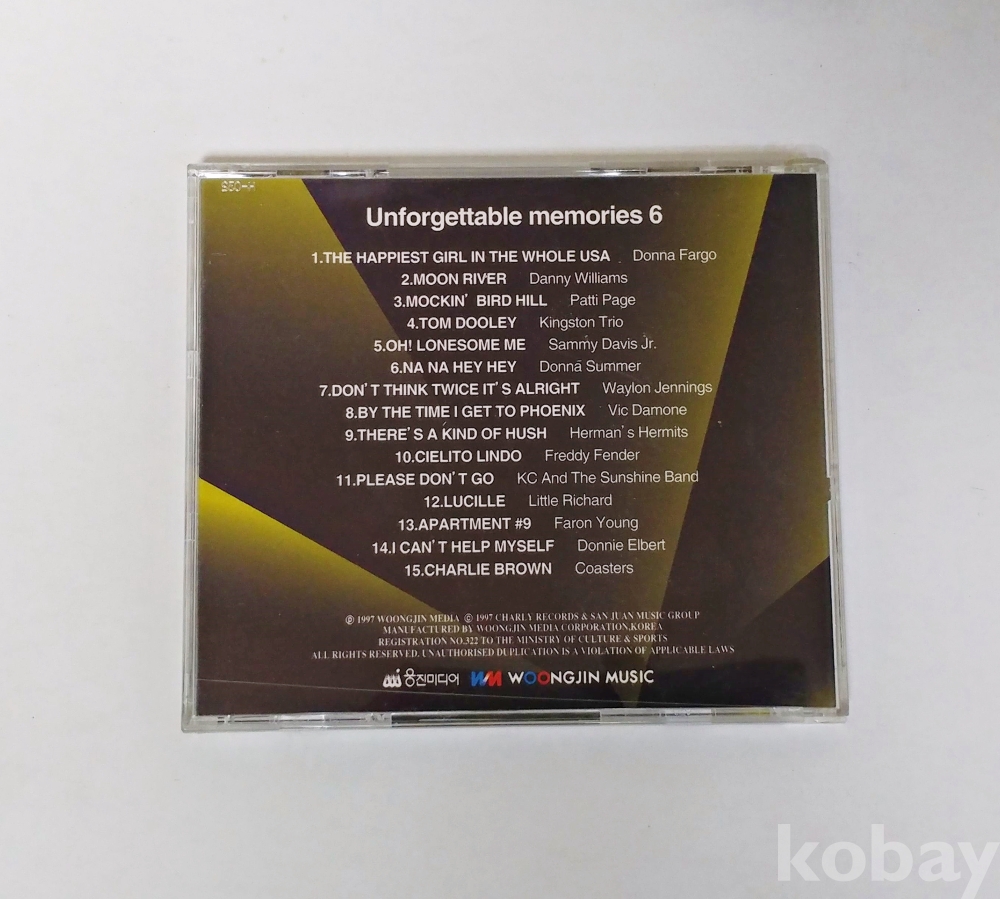 Unforgettable memories 6
1.THE HAPPIEST GIRL IN THE WHOLE USA Donna Fargo
2.MOON RIVER Danny Williams
3.MOCKIN' BIRD HILL Patti Page
4.TOM DOOLEY Kingston Trio
5.OH! LONESOME ME Sammy Davis Jr.
6.NA NA HEY HEY Donna Summer
7.DON'T THINK TWICE IT'S ALRIGHT Waylon Jennings
8.BY THE TIME I GET TO PHOENIX Vic Damone
9.THERE'S A KIND OF HUSH Herman's Hermits
10.CIELITO LINDO Freddy Fender
11.PLEASE DON'T GO KC And The Sunshine Band
12.LUCILLE Little Richard
13.APARTMENT #9 Faron Young
14.I CAN'T HELP MYSELF Donnie Elbert
15.CHARLIE BROWN Coasters
℗ 1997 WOONGJIN MEDIA © 1997 CHARLY RECORDS & SAN JUAN MUSIC GROUP
MANUFACTURED BY WOONGJIN MEDIA CORPORATION,KOREA
REGISTRATION NO.322 TO THE MINISTRY OF CULTURE & SPORTS
ALL RIGHTS RESERVED. UNAUTHORISED DUPLICATION IS A VIOLATION OF APPLICABLE LAWS
웅진미디어 WM WOONGJIN MUSIC
kobay